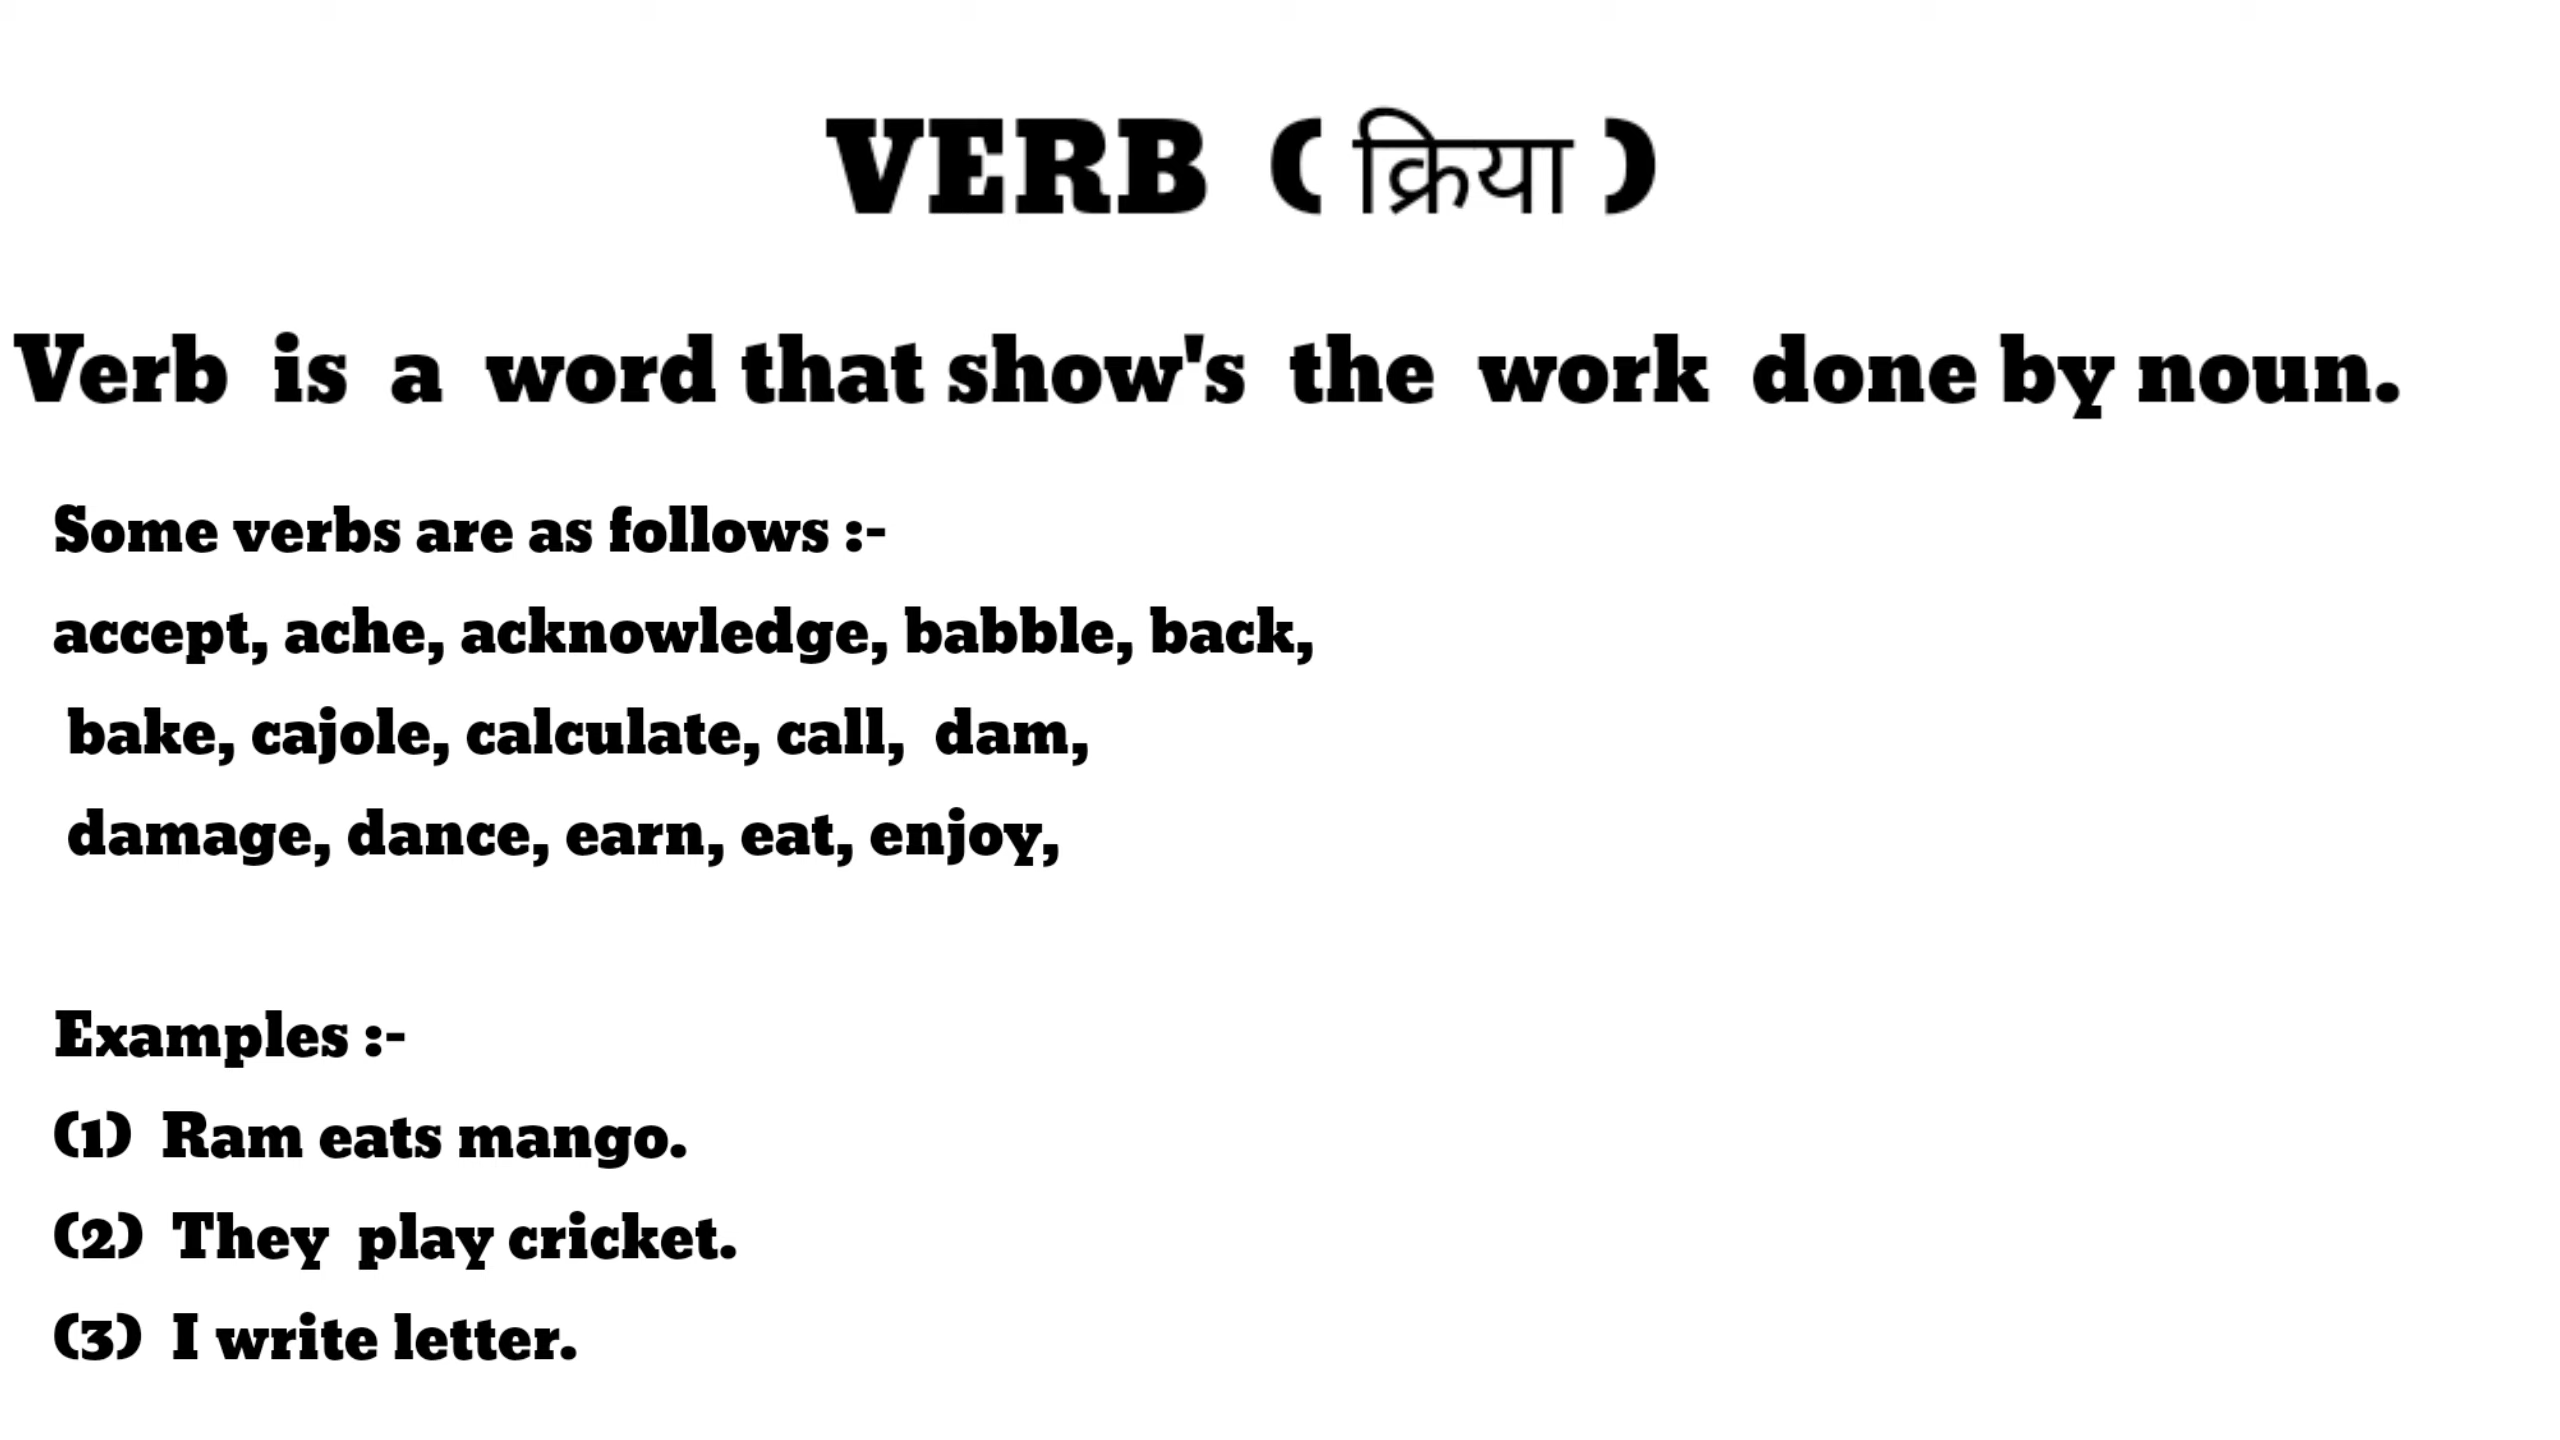 VERB ( क्रिया )
Verb is a word that show's the work done by noun.
Some verbs are as follows :-
accept, ache, acknowledge, babble, back,
bake, cajole, calculate, call, dam,
damage, dance, earn, eat, enjoy,
Examples :-
(1) Ram eats mango.
(2) They play cricket.
(3) I write letter.